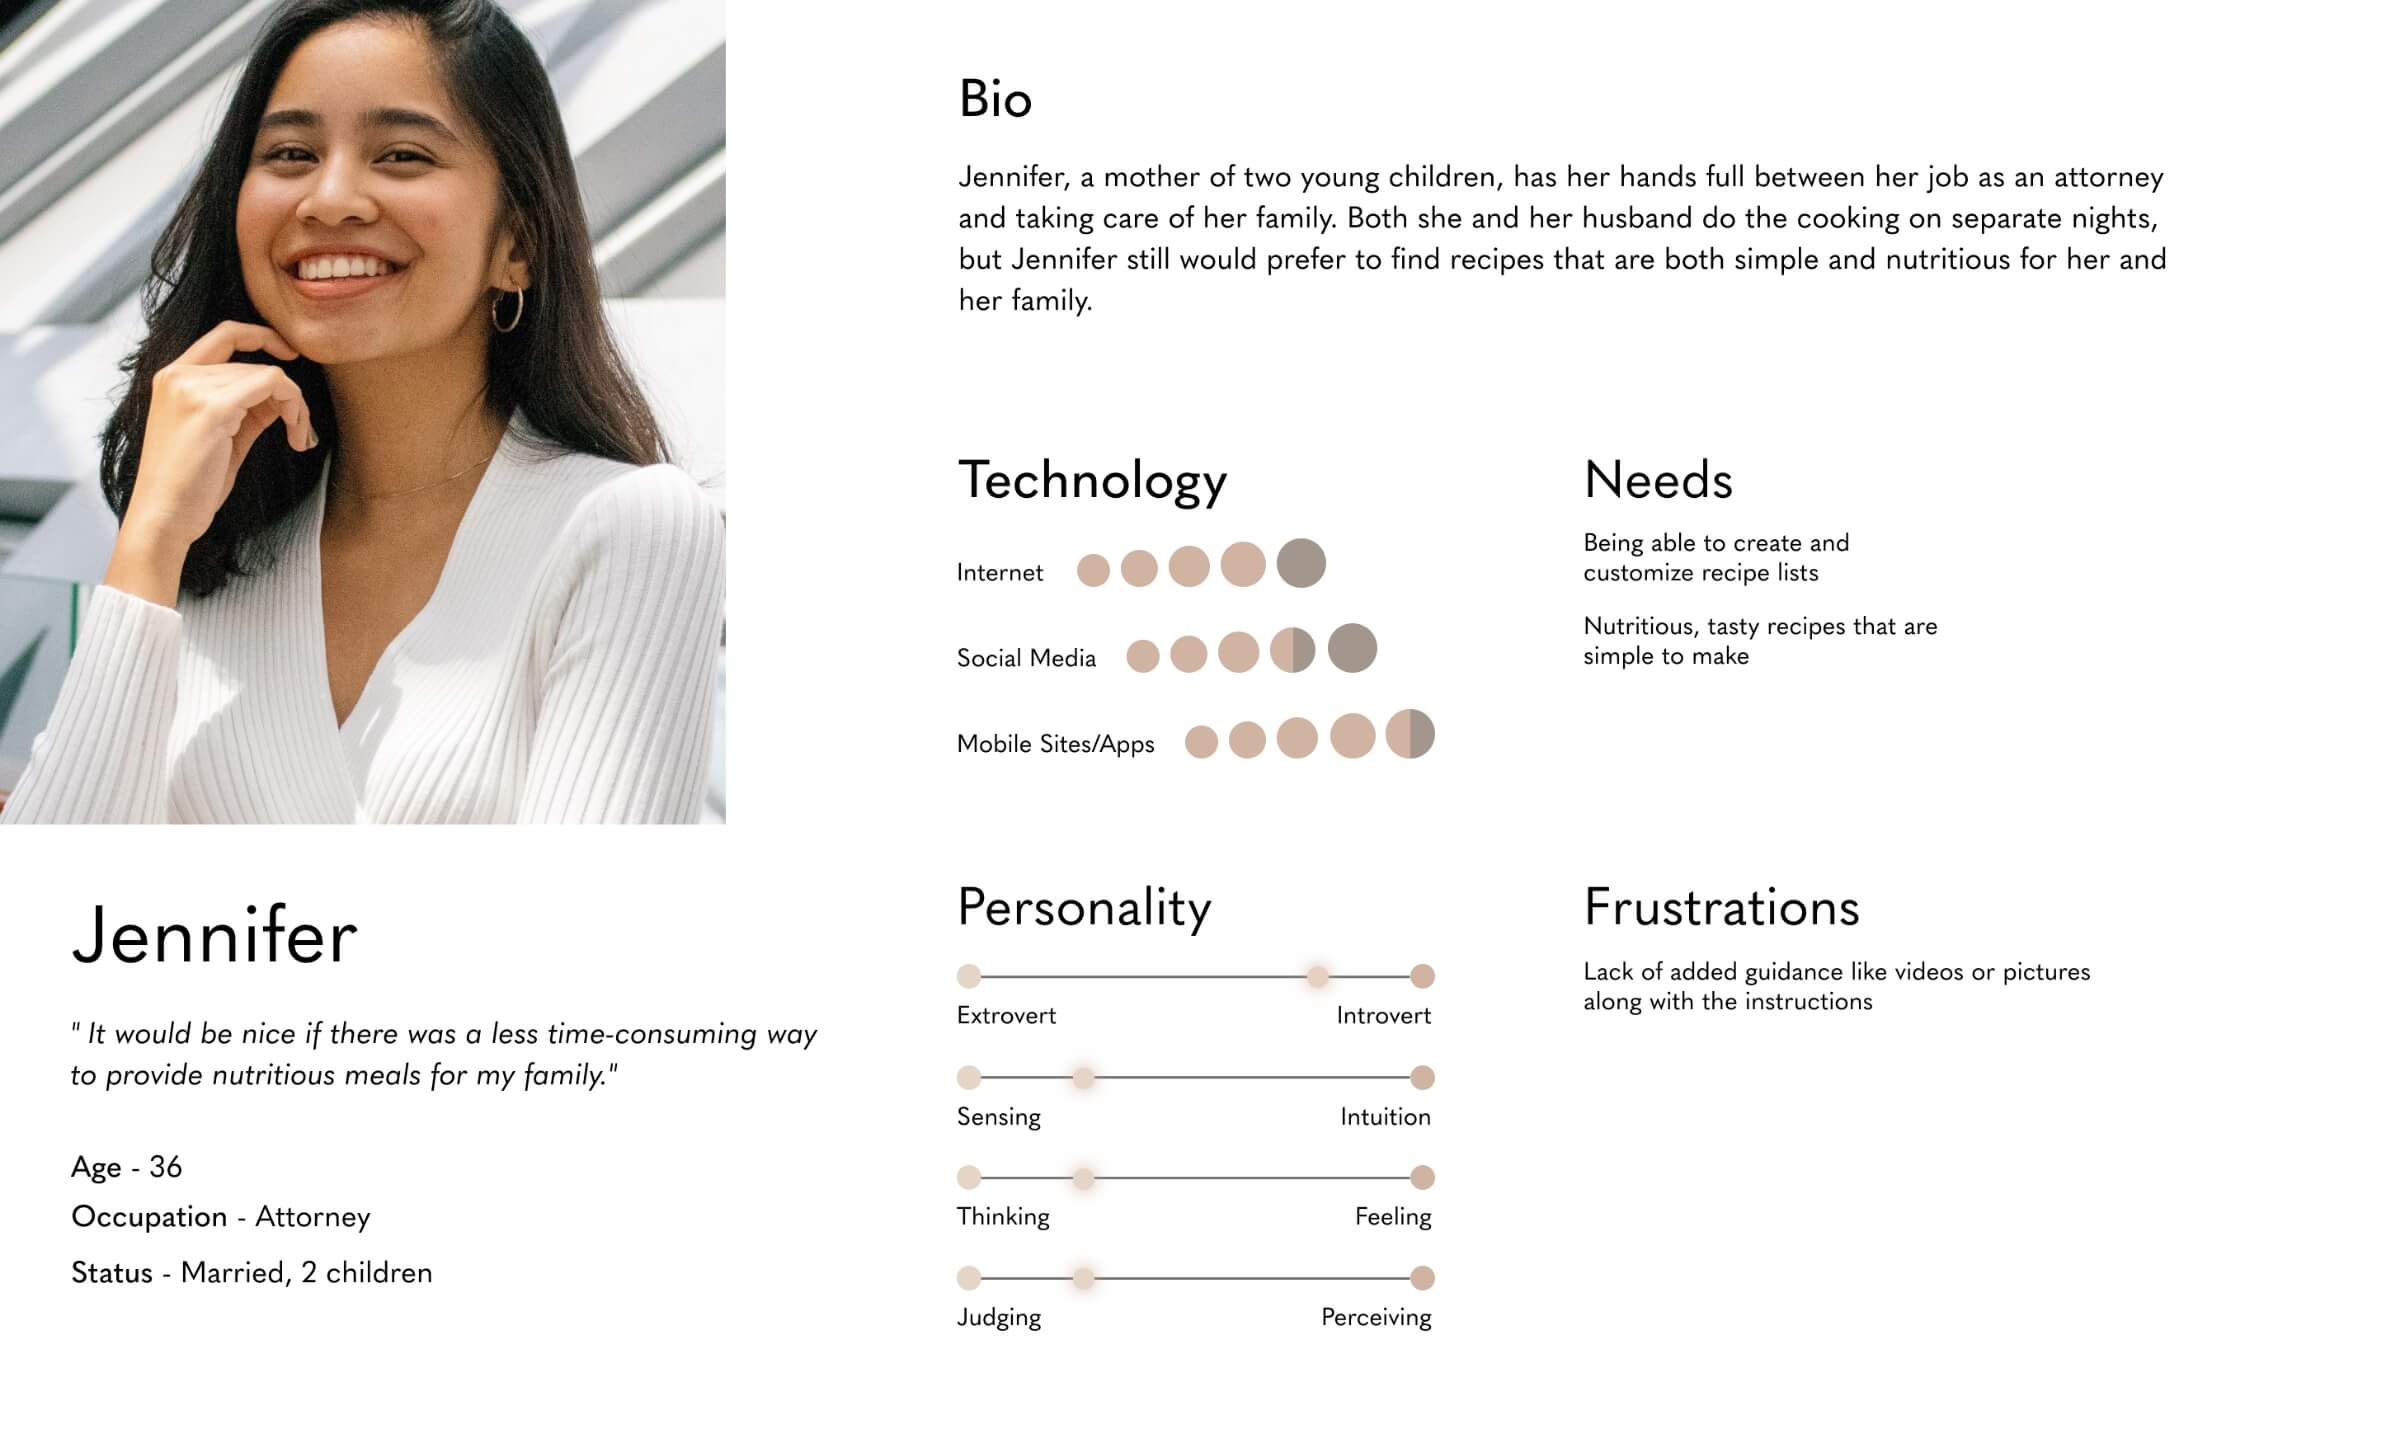 Jennifer
" It would be nice if there was a less time-consuming way
to provide nutritious meals for my family."
Age - 36
Occupation - Attorney
Status - Married, 2 children
Bio
Jennifer, a mother of two young children, has her hands full between her job as an attorney
and taking care of her family. Both she and her husband do the cooking on separate nights,
but Jennifer still would prefer to find recipes that are both simple and nutritious for her and
her family.
Technology
Internet
Social Media
Mobile Sites/Apps
Needs
Being able to create and
customize recipe lists
Nutritious, tasty recipes that are
simple to make
Personality
Extrovert Introvert
Sensing Intuition
Thinking Feeling
Judging Perceiving
Frustrations
Lack of added guidance like videos or pictures
along with the instructions